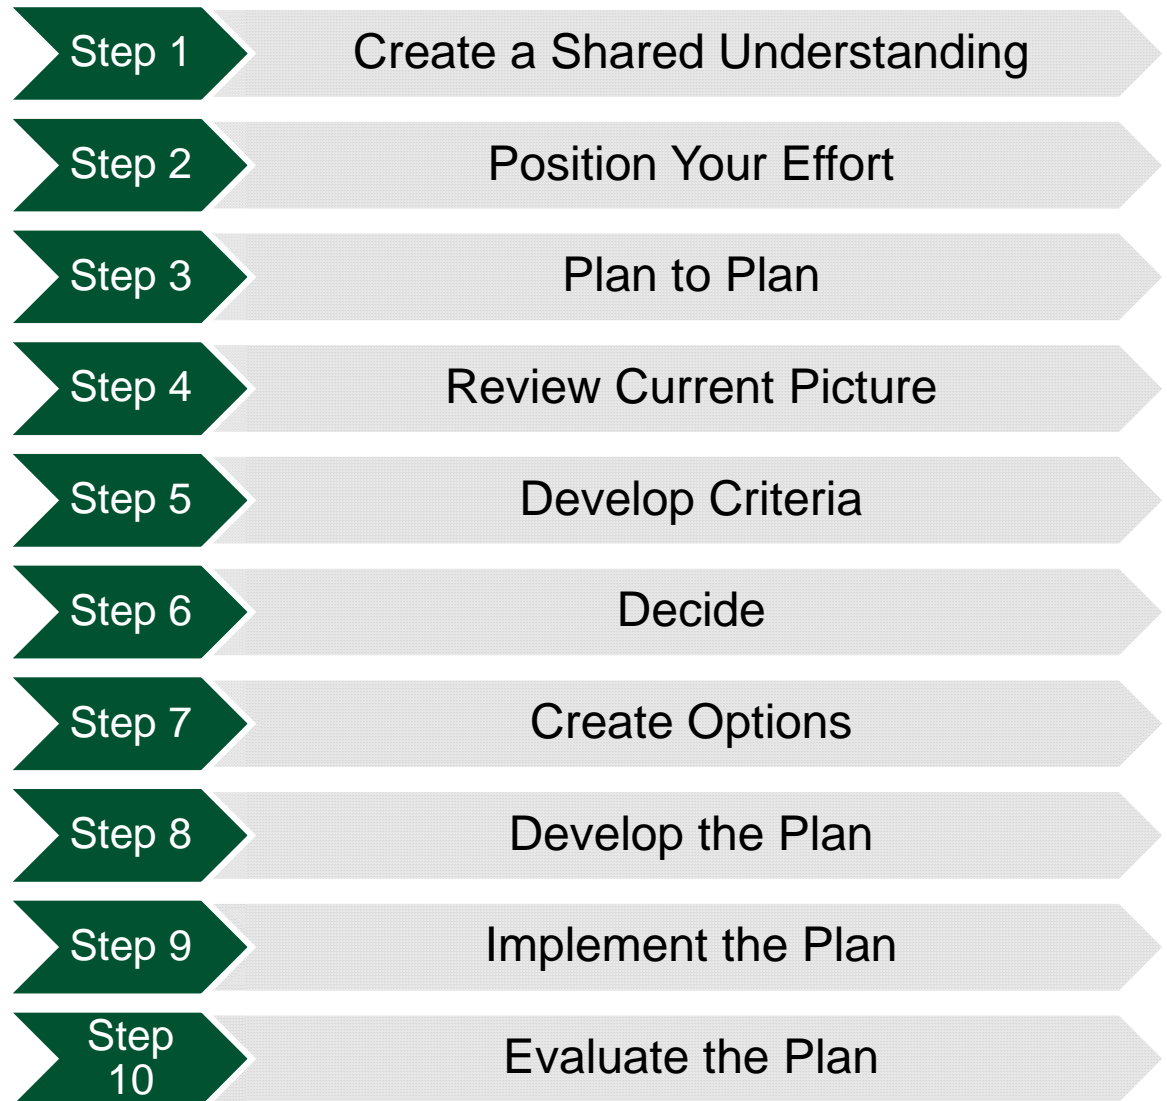 Step 1
Create a Shared Understanding
Step 2
Position Your Effort
Step 3
Plan to Plan
Step 4
Review Current Picture
Step 5
Develop Criteria
Step 6
Decide
Step 7
Create Options
Step 8
Develop the Plan
Step 9
Implement the Plan
Step
10
Evaluate the Plan